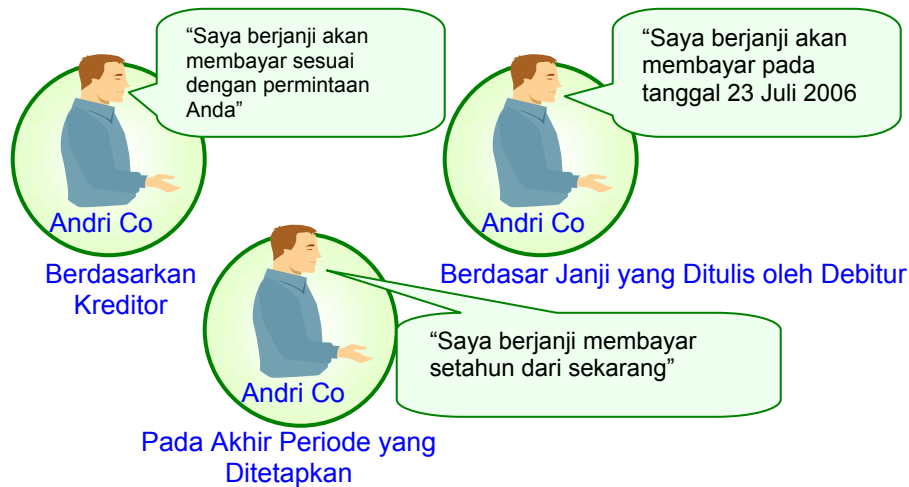 “Saya berjanji akan
membayar sesuai
dengan permintaan
Anda”
Andri Co
Berdasarkan
Kreditor
“Saya berjanji akan
membayar pada
tanggal 23 Juli 2006
Andri Co
Berdasar Janji yang Ditulis oleh Debitur
“Saya berjanji membayar
setahun dari sekarang”
Andri Co
Pada Akhir Periode yang
Ditetapkan